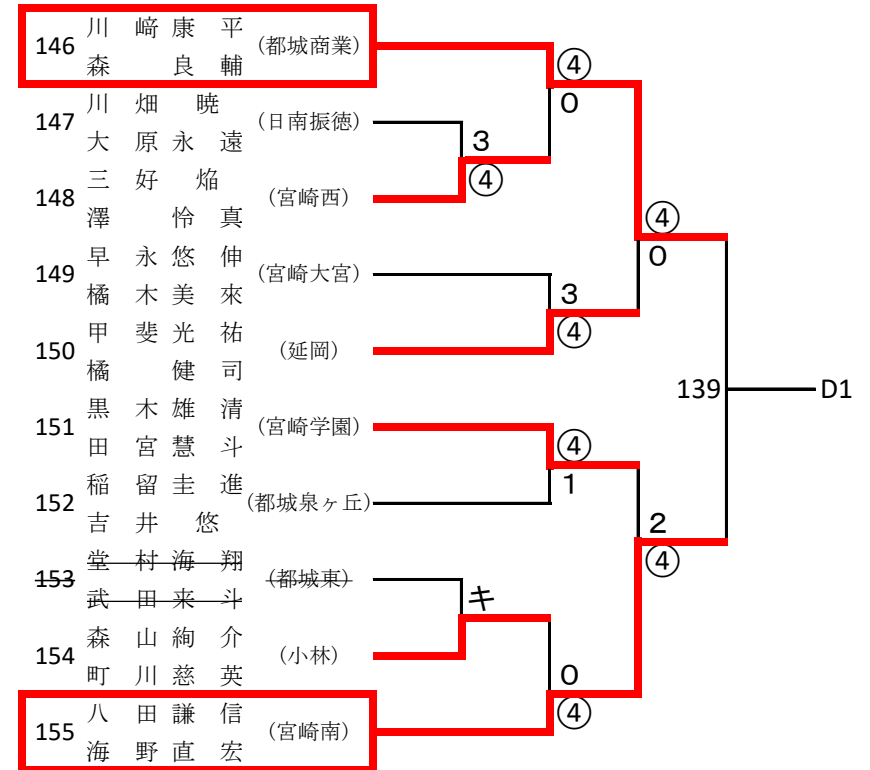 146 川﨑康平 (都城商業)
森良輔
④
0
147 川畑暁 (日南振徳)
大原永遠
3
④
148 三好焔 (宮崎西)
澤怜真
④
0
149 早永悠伸 (宮崎大宮)
橘木美來
3
④
150 甲斐光祐 (延岡)
橘健司
139 D1
151 黒木雄清 (宮崎学園)
田宮慧斗
④
1
152 稲留圭進 (都城泉ヶ丘)
吉井悠
2
④
153 堂村海翔 (都城東)
武田来斗
キ
154 森山絢介 (小林)
町川慈英
0
④
155 八田謙信 (宮崎南)
海野直宏